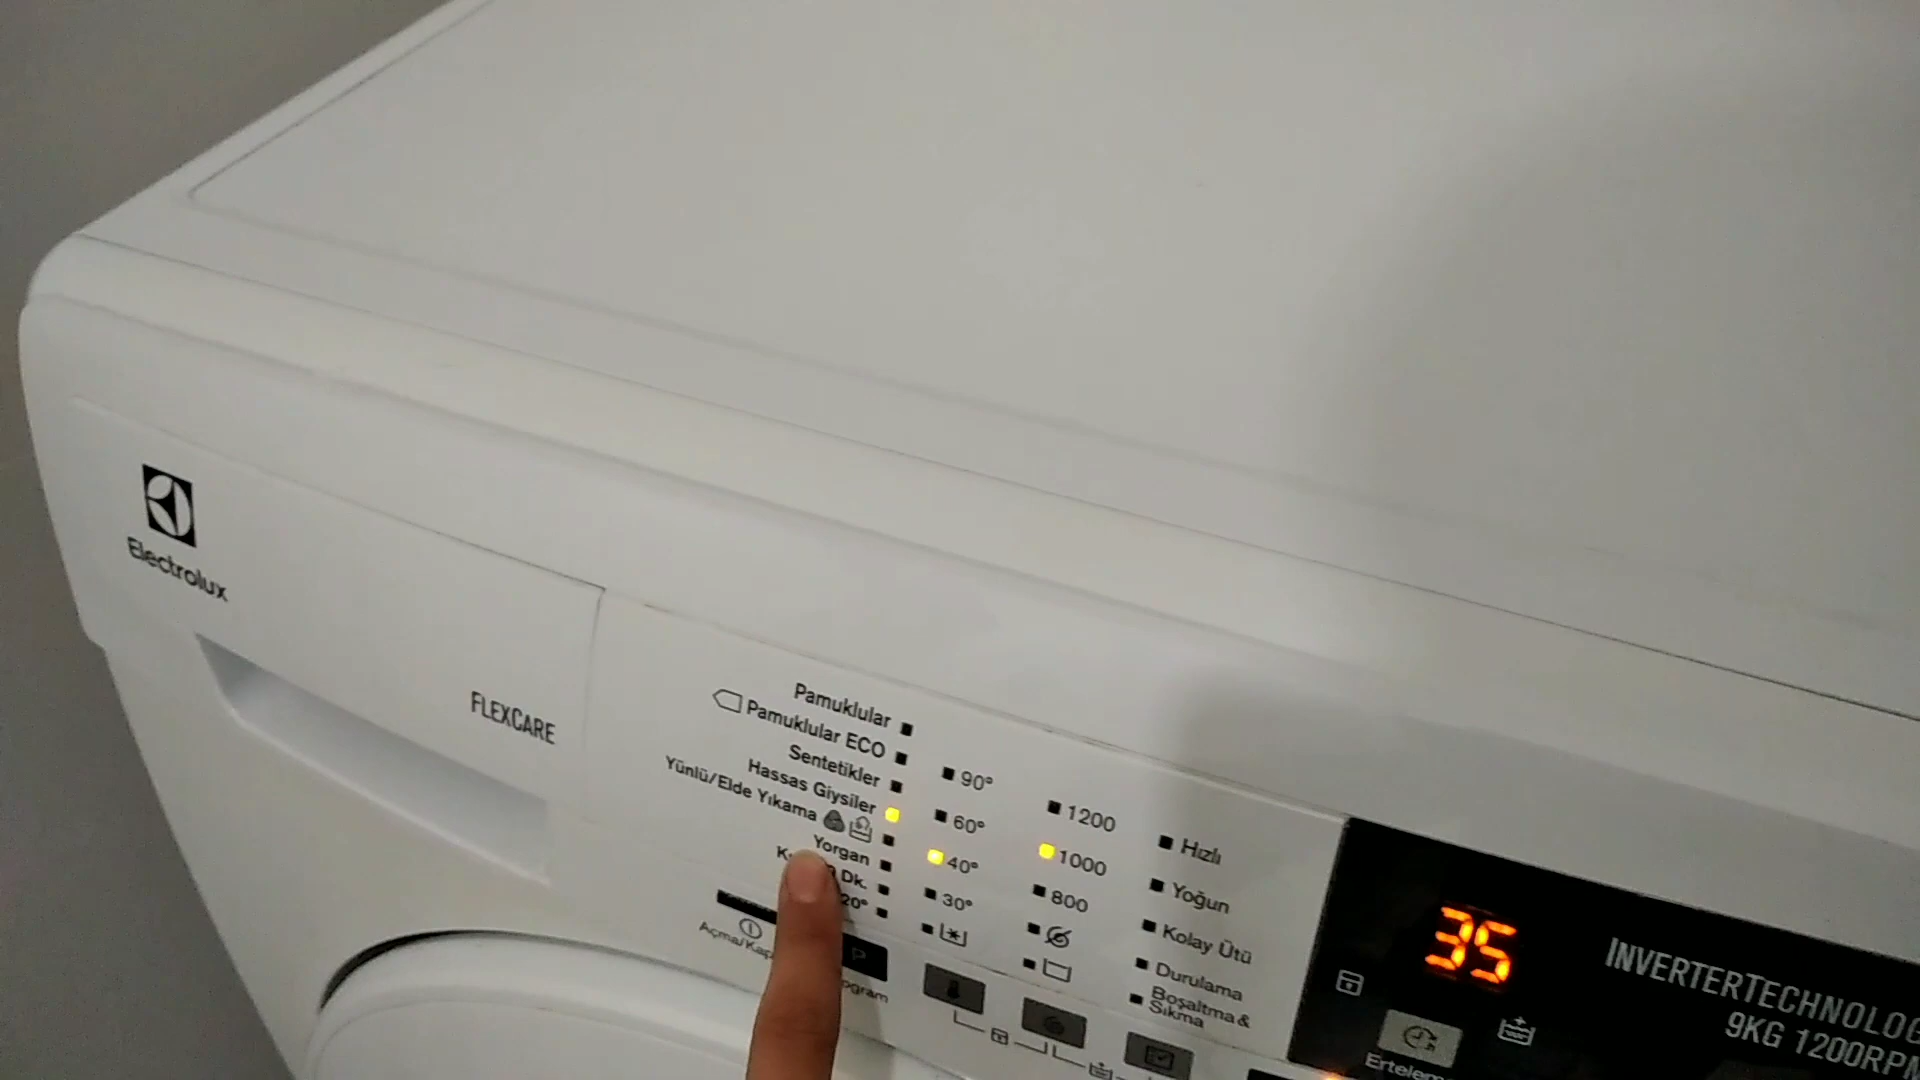 Electrolux
FLEXCARE
Pamuklular
Pamuklular ECO
Sentetikler
Hassas Giysiler
Yünlü/Elde Yıkama
Yorgan
Dk.
20°
90°
60°
40°
30°
1200
1000
800
Hızlı
Yoğun
Kolay Ütü
Durulama
Boşaltma &
Sıkma
35
INVERTERTECHNOLOG
9KG 1200RPM